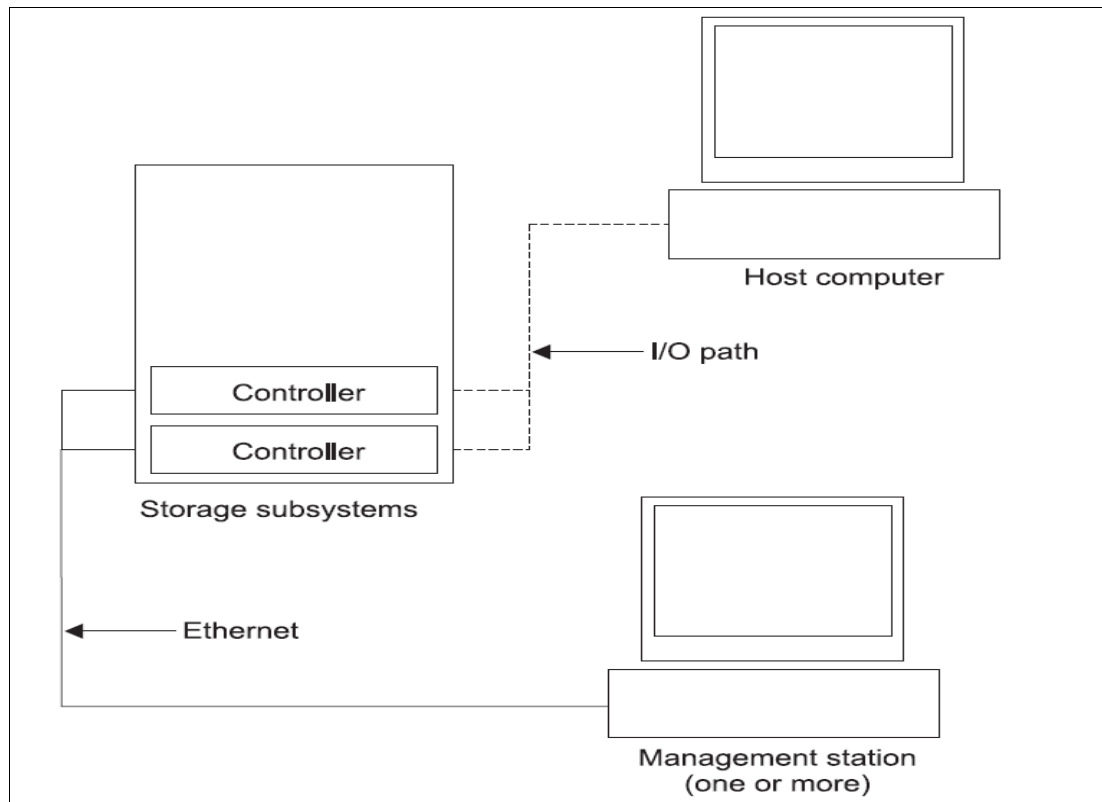 Host computer
I/O path
Controller
Controller
Storage subsystems
Ethernet
Management station
(one or more)